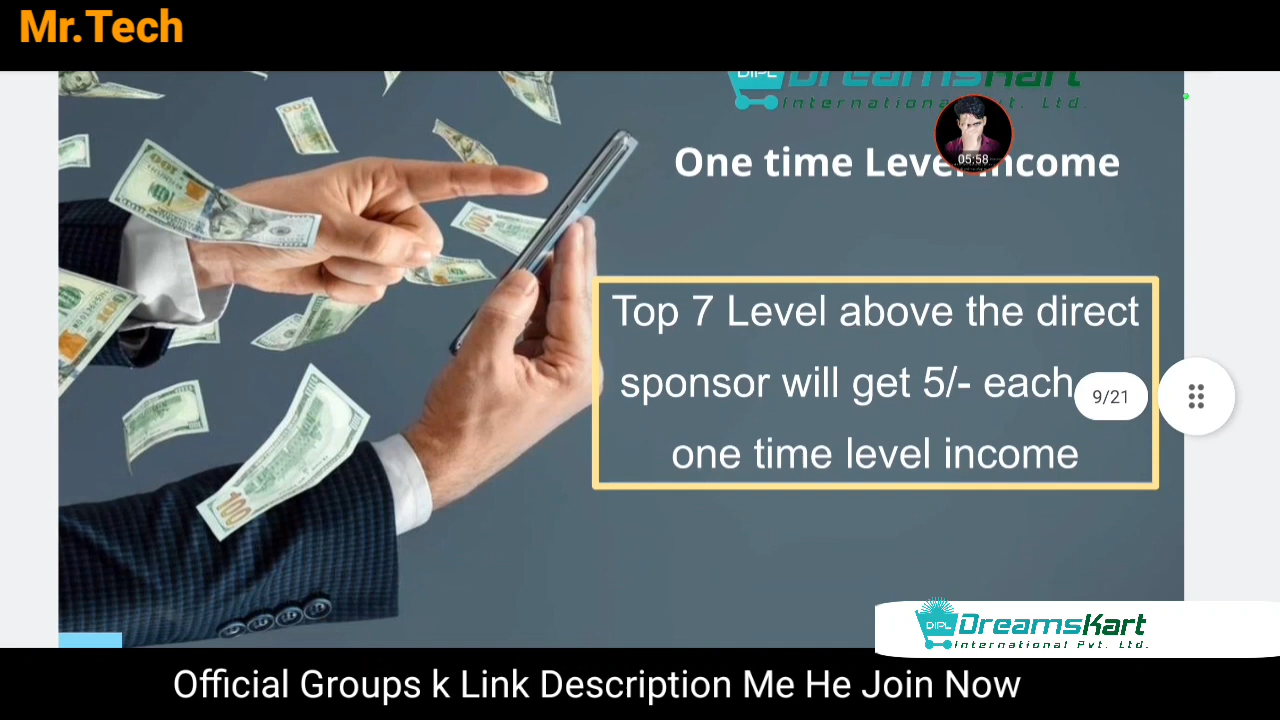 Mr.Tech
DIPL DreamsKart
International Pvt. Ltd.
One time Level Income
05:58
Top 7 Level above the direct
sponsor will get 5/- each
one time level income
9/21
DIPL DreamsKart
International Pvt. Ltd.
Official Groups k Link Description Me He Join Now